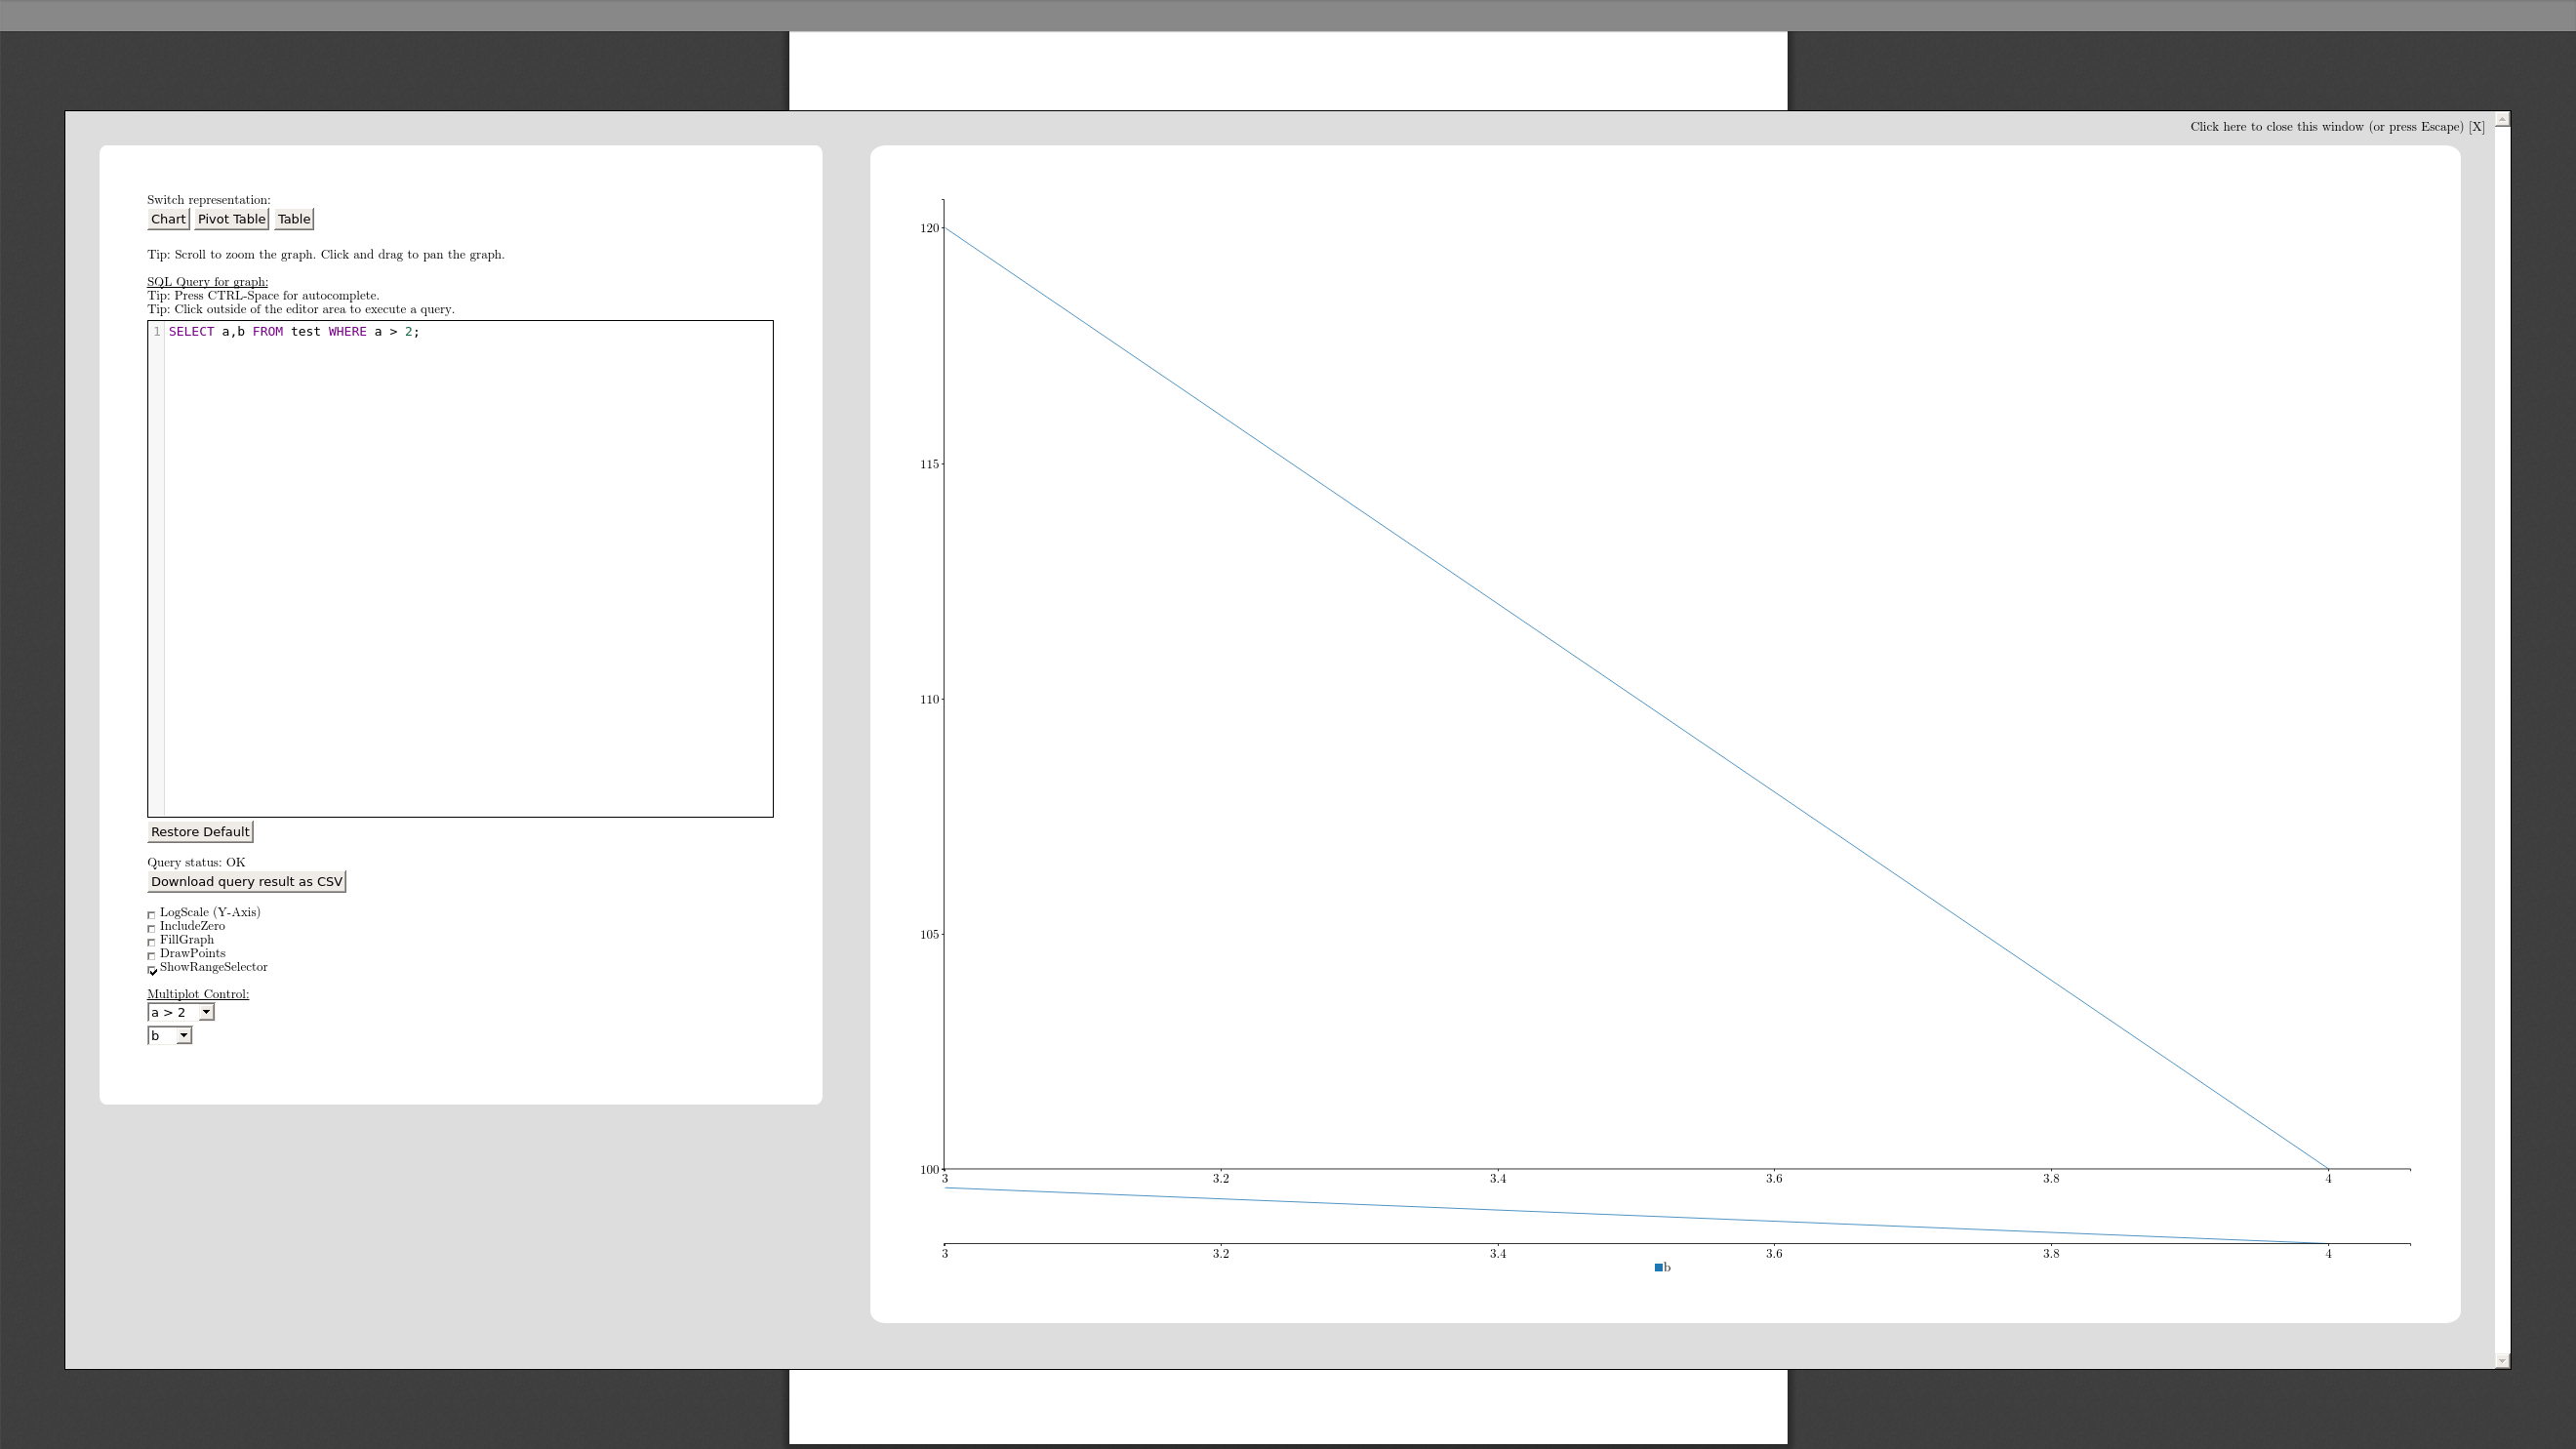 Click here to close this window (or press Escape) [X]
Switch representation:
Chart Pivot Table Table
Tip: Scroll to zoom the graph. Click and drag to pan the graph.
SQL Query for graph:
Tip: Press CTRL-Space for autocomplete.
Tip: Click outside of the editor area to execute a query.
1 SELECT a,b FROM test WHERE a > 2;
Restore Default
Query status: OK
Download query result as CSV
LogScale (Y-Axis)
IncludeZero
FillGraph
DrawPoints
ShowRangeSelector
Multiplot Control:
a > 2
b
120
115
110
105
100
3 3.2 3.4 3.6 3.8 4
3 3.2 3.4 3.6 3.8 4
b